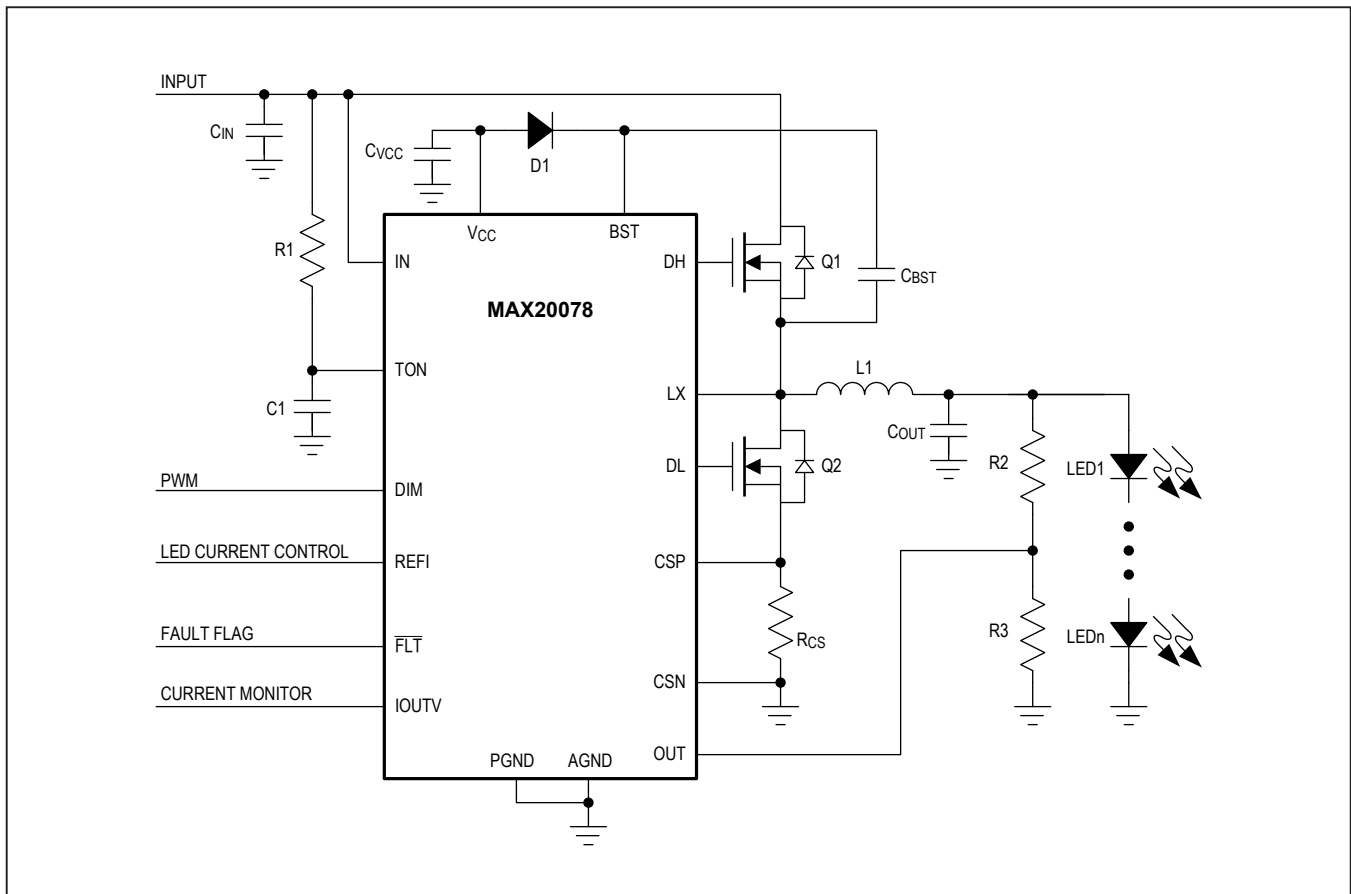 INPUT
CIN
CVCC
D1
R1
VCC
BST
IN
DH
Q1
CBST
MAX20078
TON
LX
L1
C1
COUT
DL
Q2
R2
LED1
PWM
DIM
LED CURRENT CONTROL
REFI
CSP
RCS
R3
LEDn
FAULT FLAG
FLT
CSN
CURRENT MONITOR
IOUTV
OUT
PGND
AGND